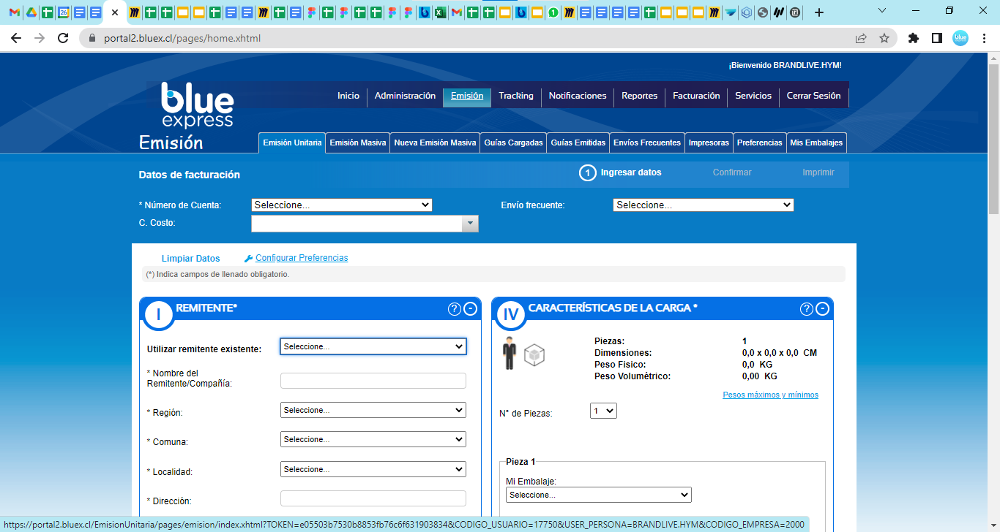 26
1
12
portal2.bluex.cl/pages/home.xhtml
blue
¡Bienvenido BRANDLIVE.HYM!
blue
express
Inicio Administración Emisión Tracking Notificaciones Reportes Facturación Servicios Cerrar Sesión
Emisión
Emisión Unitaria Emisión Masiva Nueva Emisión Masiva Guías Cargadas Guías Emitidas Envíos Frecuentes Impresoras Preferencias Mis Embalajes
Datos de facturación
1 Ingresar datos Confirmar Imprimir
* Número de Cuenta: Seleccione... Envío frecuente: Seleccione...
C. Costo:
Limpiar Datos Configurar Preferencias
(*) Indica campos de llenado obligatorio.
I REMITENTE* ? -
Utilizar remitente existente: Seleccione...
* Nombre del
Remitente/Compañía:
* Región: Seleccione...
* Comuna: Seleccione...
* Localidad: Seleccione...
* Dirección:
IV CARACTERÍSTICAS DE LA CARGA * ? -
Piezas: 1
Dimensiones: 0,0 x 0,0 x 0,0 CM
Peso Fisico: 0,0 KG
Peso Volumétrico: 0,00 KG
Pesos máximos y mínimos
N° de Piezas: 1
Pieza 1
Mi Embalaje:
Seleccione...
https://portal2.bluex.cl/EmisionUnitaria/pages/emision/index.xhtml?TOKEN=e05503b7530b8853fb76c6f631903834&CODIGO_USUARIO=17750&USER_PERSONA=BRANDLIVE.HYM&CODIGO_EMPRESA=2000